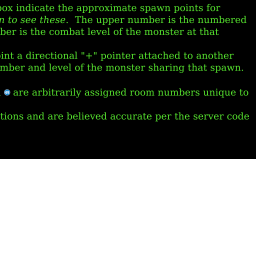 box indicate the approximate spawn points for
n to see these. The upper number is the numbered
ber is the combat level of the monster at that
int a directional "+" pointer attached to another
mber and level of the monster sharing that spawn.
are arbitrarily assigned room numbers unique to
tions and are believed accurate per the server code